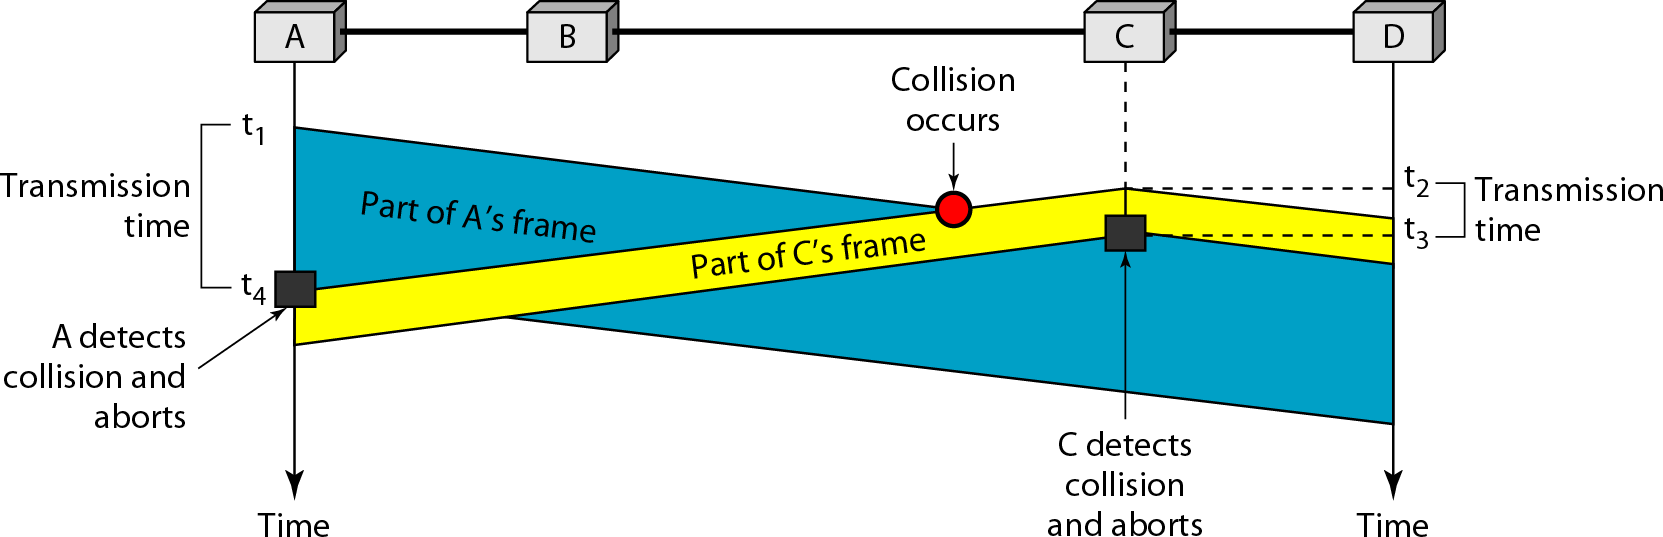 A
B
C
D
Collision
occurs
t1
Transmission
time
t4
Part of A's frame
Part of C's frame
t2
t3
Transmission
time
A detects
collision and
aborts
C detects
collision
and aborts
Time
Time